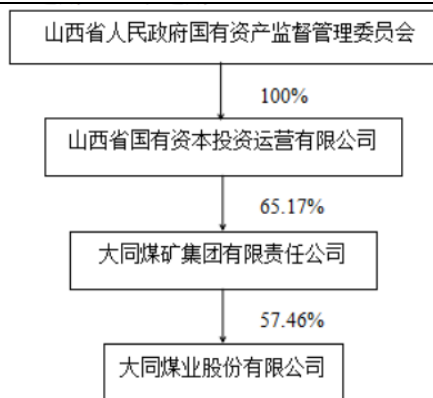 山西省人民政府国有资产监督管理委员会
100%
山西省国有资本投资运营有限公司
65.17%
大同煤矿集团有限责任公司
57.46%
大同煤业股份有限公司